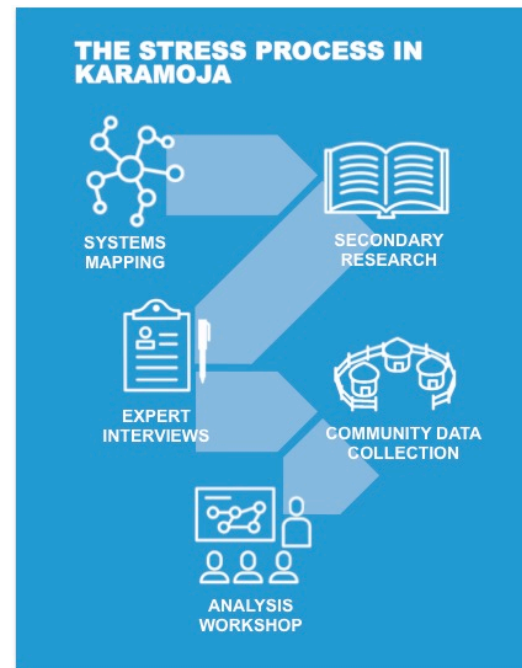 THE STRESS PROCESS IN
KARAMOJA
SYSTEMS
MAPPING
SECONDARY
RESEARCH
EXPERT
INTERVIEWS
COMMUNITY DATA
COLLECTION
ANALYSIS
WORKSHOP